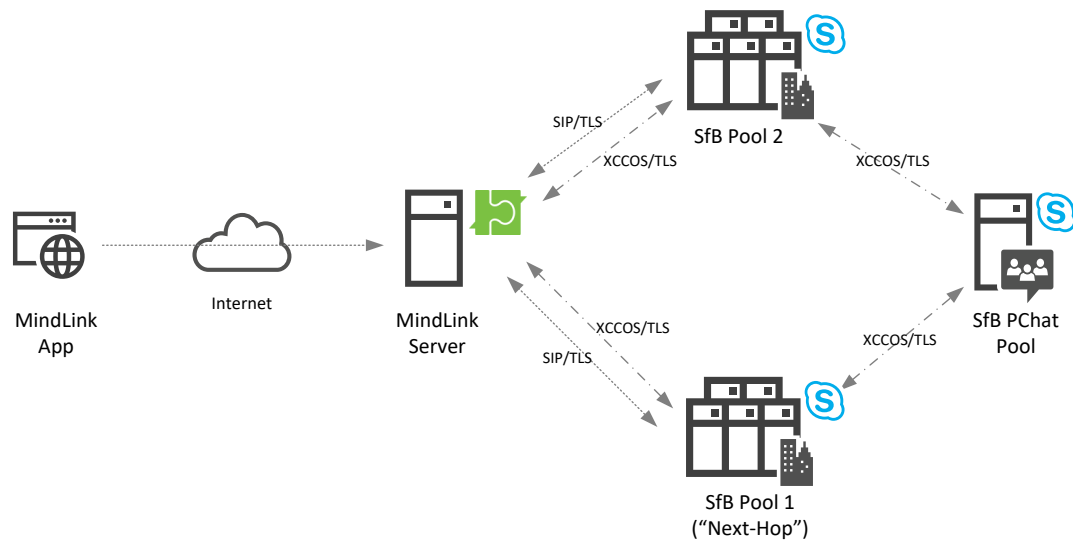 SfB Pool 2
SIP/TLS
XCCOS/TLS
XCCOS/TLS
Internet
MindLink
App
MindLink
Server
SfB PChat
Pool
XCCOS/TLS
SIP/TLS
XCCOS/TLS
SfB Pool 1
(“Next-Hop”)
S
S
S